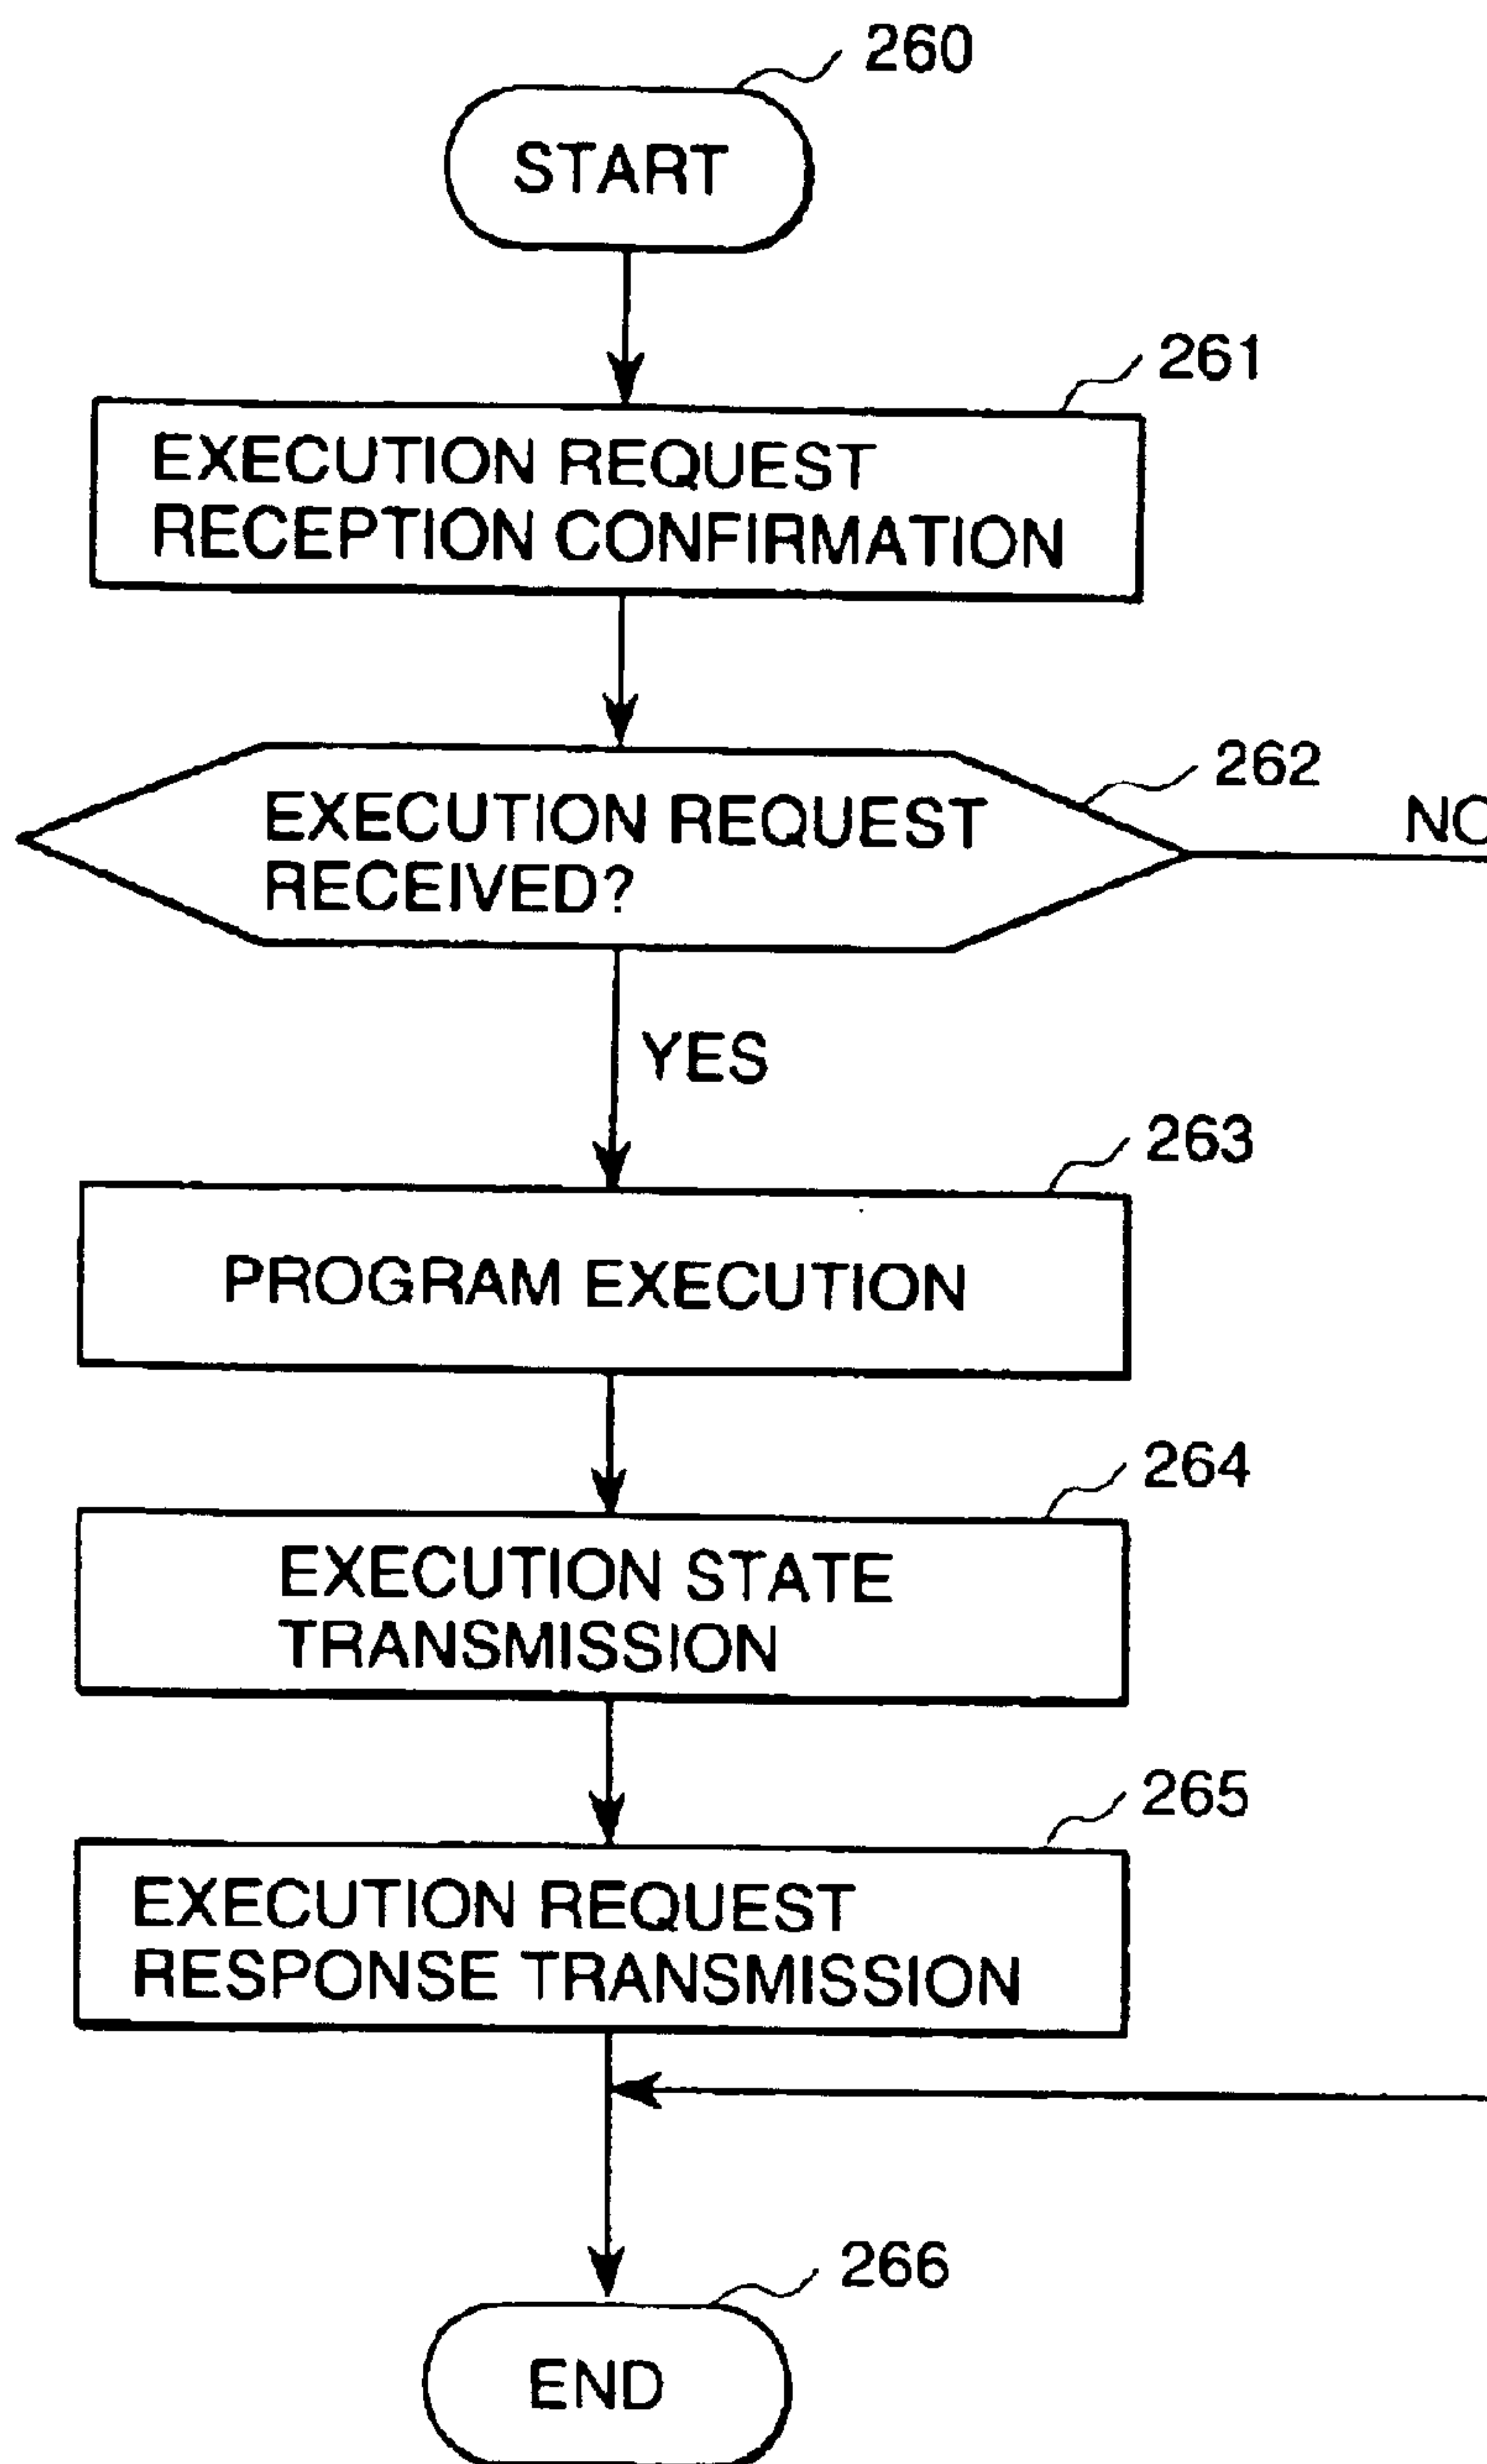 260
START
261
EXECUTION REQUEST
RECEPTION CONFIRMATION
262
EXECUTION REQUEST
RECEIVED?
NO
YES
263
PROGRAM EXECUTION
264
EXECUTION STATE
TRANSMISSION
265
EXECUTION REQUEST
RESPONSE TRANSMISSION
266
END